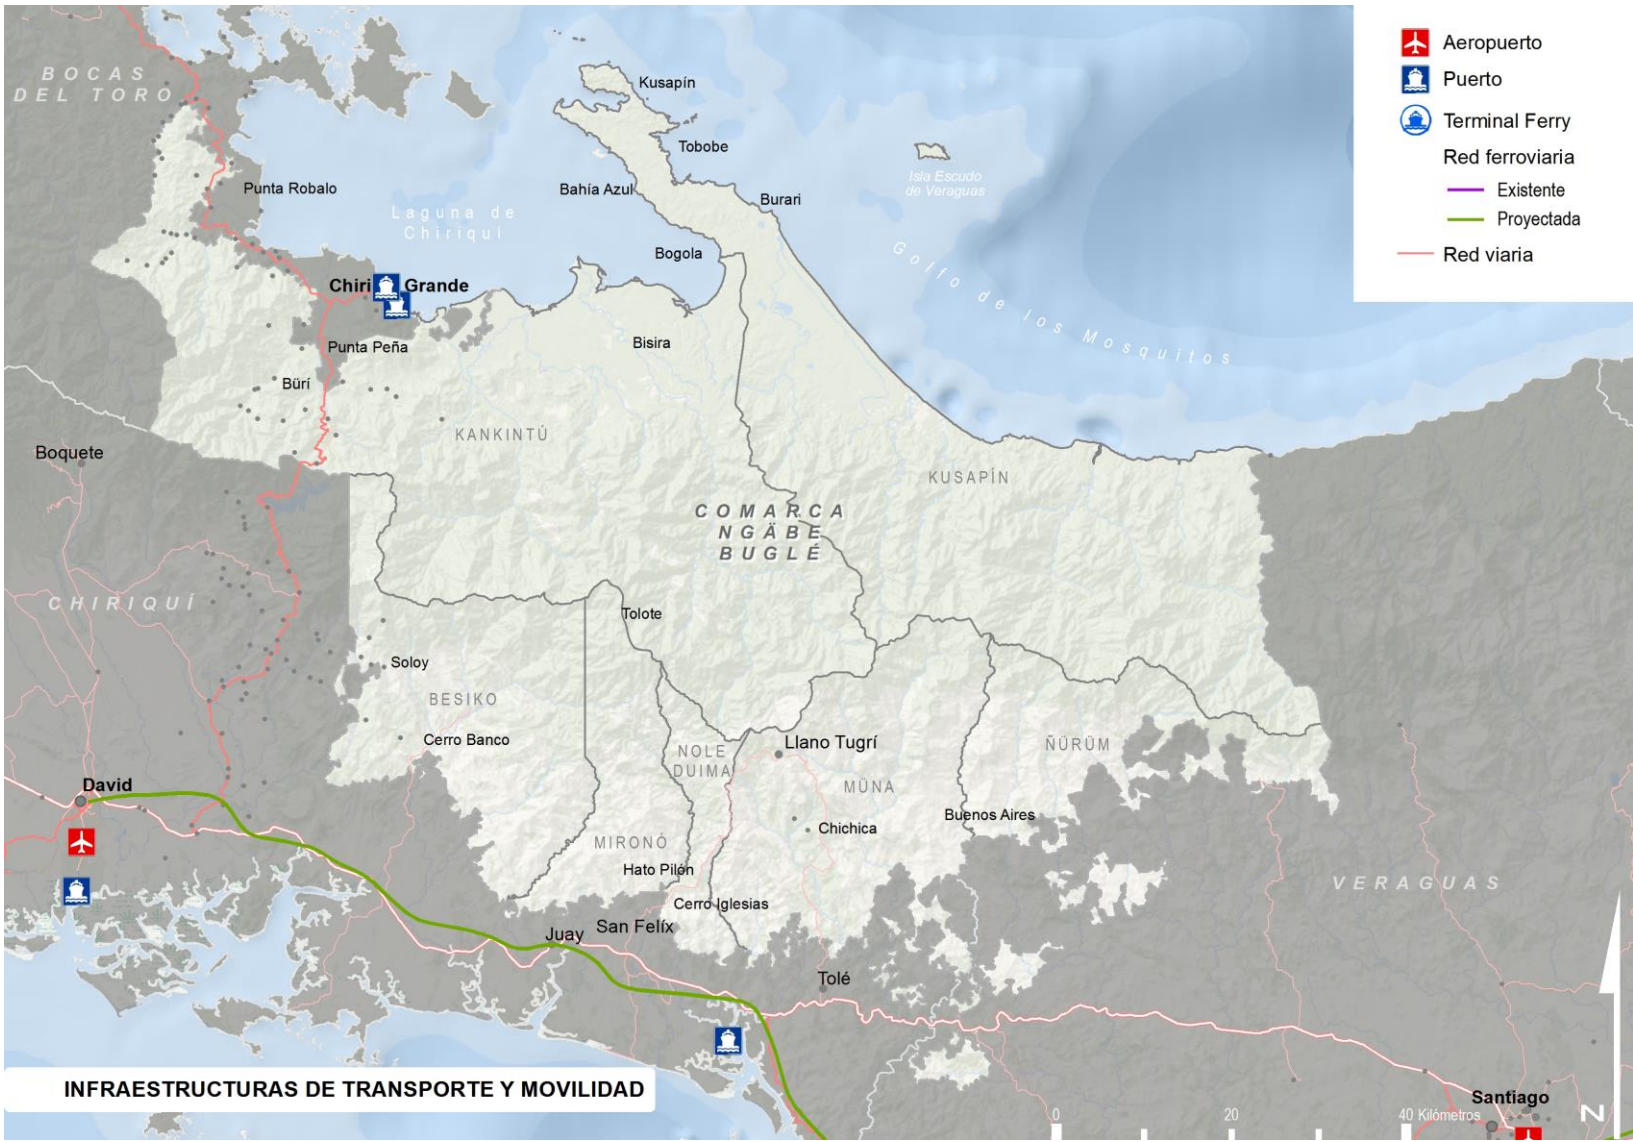 BOCAS
DEL TORO
Kusapín
Tobobe
Punta Robalo
Bahía Azul
Burari
Isla Escudo
de Veraguas
Laguna de
Chiriquí
Bogola
Golfo de los Mosquitos
Chiri Grande
Bisira
Punta Peña
Bürí
KANKINTÚ
Boquete
KUSAPÍN
COMARCA
NGÄBE
BUGLÉ
CHIRIQUÍ
Tolote
Soloy
BESIKO
Cerro Banco
NOLE
DUIMA
Llano Tugrí
ÑÜRÜM
MÜNA
David
Buenos Aires
Chichica
MIRONÓ
Hato Pilón
VERAGUAS
Cerro Iglesias
Juay
San Felíx
Tolé
Santiago
Aeropuerto
Puerto
Terminal Ferry
Red ferroviaria
Existente
Proyectada
Red viaria
INFRAESTRUCTURAS DE TRANSPORTE Y MOVILIDAD
0 20 40 Kilómetros
N